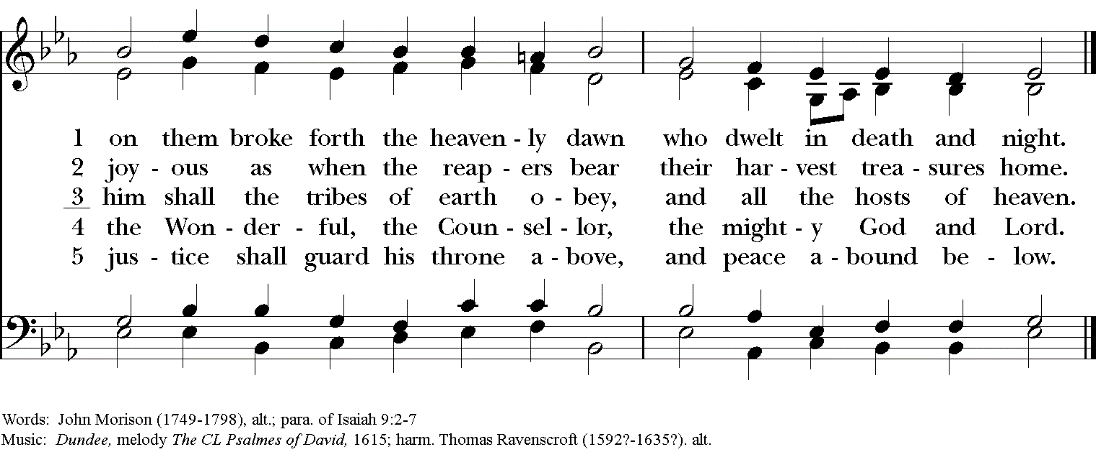 1 on them broke forth the heaven - ly dawn who dwelt in death and night.
2 joy - ous as when the reap - ers bear their har - vest trea - sures home.
3 him shall the tribes of earth o - bey, and all the hosts of heaven.
4 the Won - der - ful, the Coun - sel - lor, the might - y God and Lord.
5 jus - tice shall guard his throne a - bove, and peace a - bound be - low.
Words: John Morison (1749-1798), alt.; para. of Isaiah 9:2-7
Music: Dundee, melody The CL Psalmes of David, 1615; harm. Thomas Ravenscroft (1592?-1635?). alt.